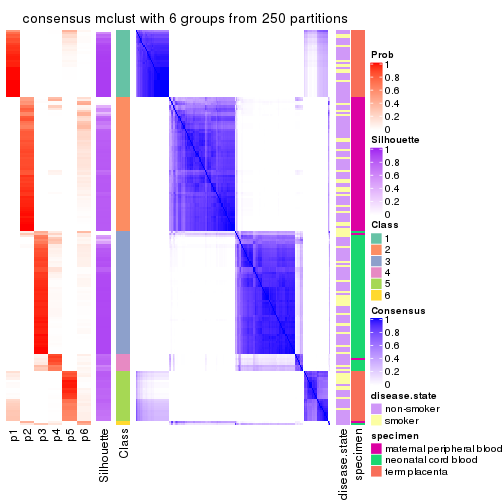 consensus mclust with 6 groups from 250 partitions
Prob
1
0.8
0.6
0.4
0.2
0
Silhouette
1
0.8
0.6
0.4
0.2
0
Class
1
2
3
4
5
6
Consensus
1
0.8
0.6
0.4
0.2
0
disease.state
non-smoker
smoker
specimen
maternal peripheral blood
neonatal cord blood
term placenta
p1
p2
p3
p4
p5
p6
Silhouette
Class
disease.state
specimen